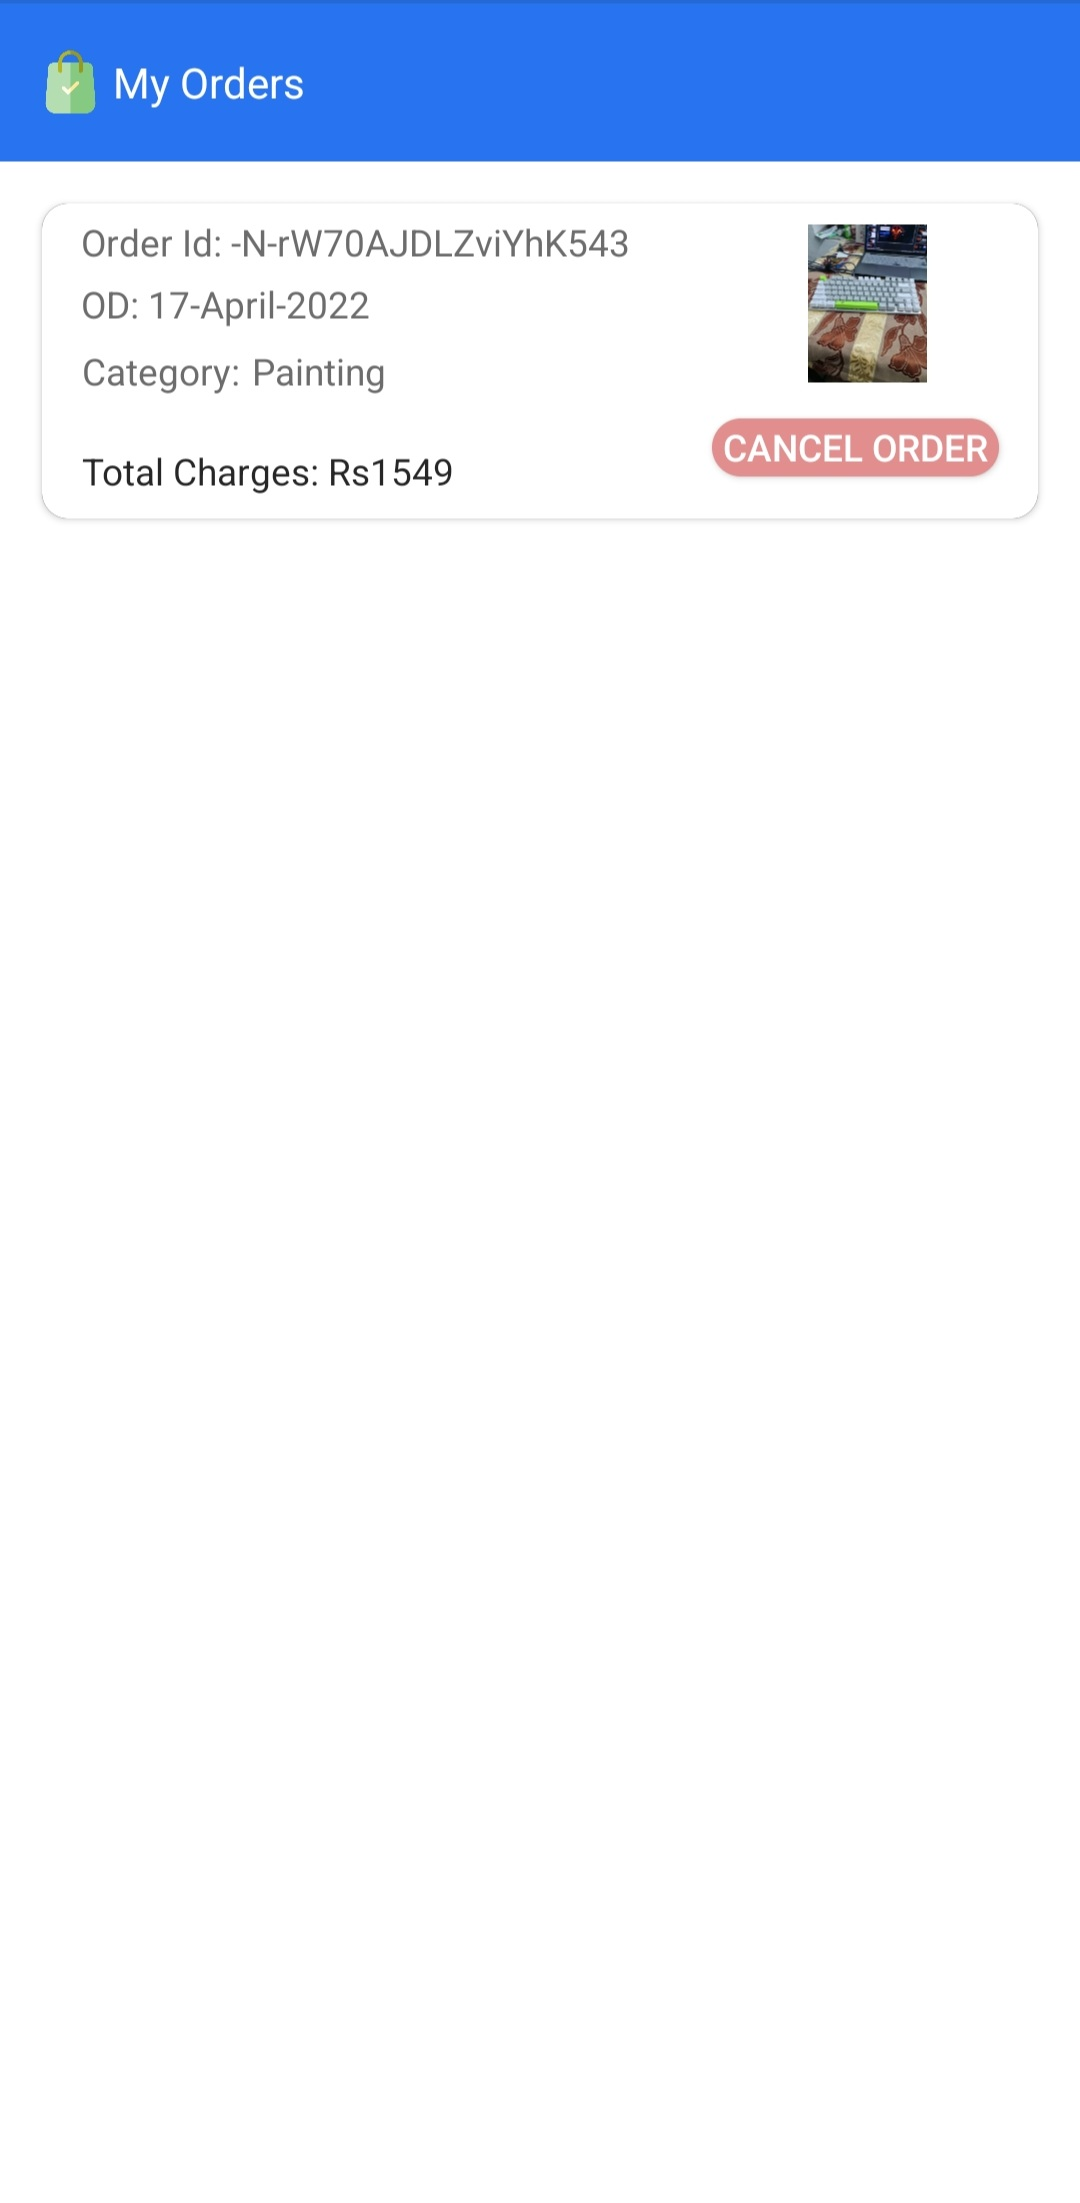 My Orders
Order Id: -N-rW70AJDLZviYhK543
OD: 17-April-2022
Category: Painting
CANCEL ORDER
Total Charges: Rs1549